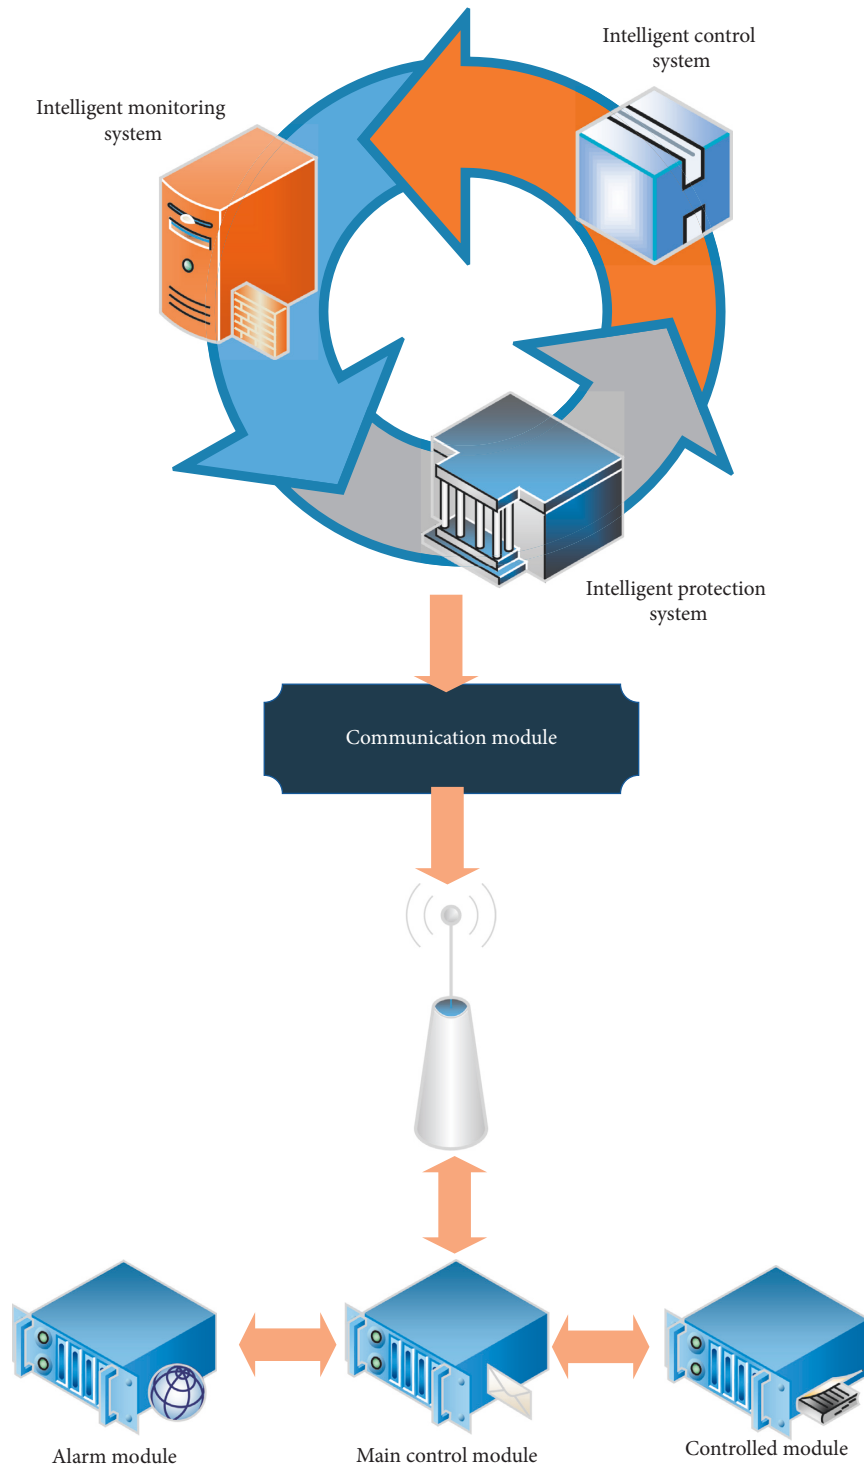 Intelligent control
system
Intelligent monitoring
system
Intelligent protection
system
Communication module
Alarm module
Main control module
Controlled module